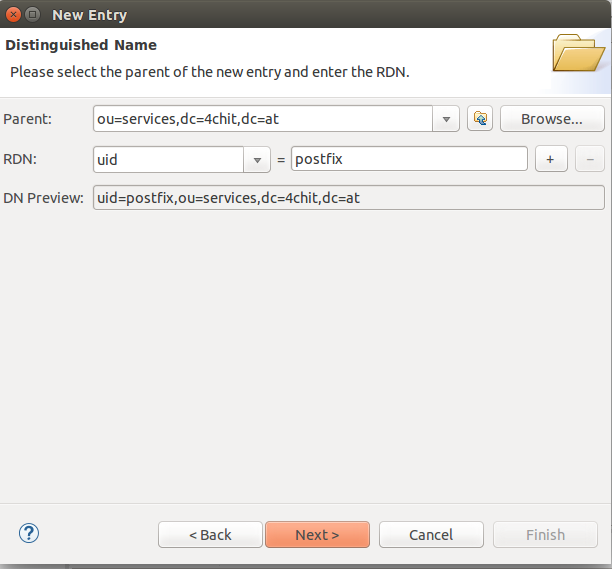 New Entry
Distinguished Name
Please select the parent of the new entry and enter the RDN.
Parent: ou=services,dc=4chit,dc=at Browse...
RDN: uid = postfix + -
DN Preview: uid=postfix,ou=services,dc=4chit,dc=at
? < Back Next > Cancel Finish